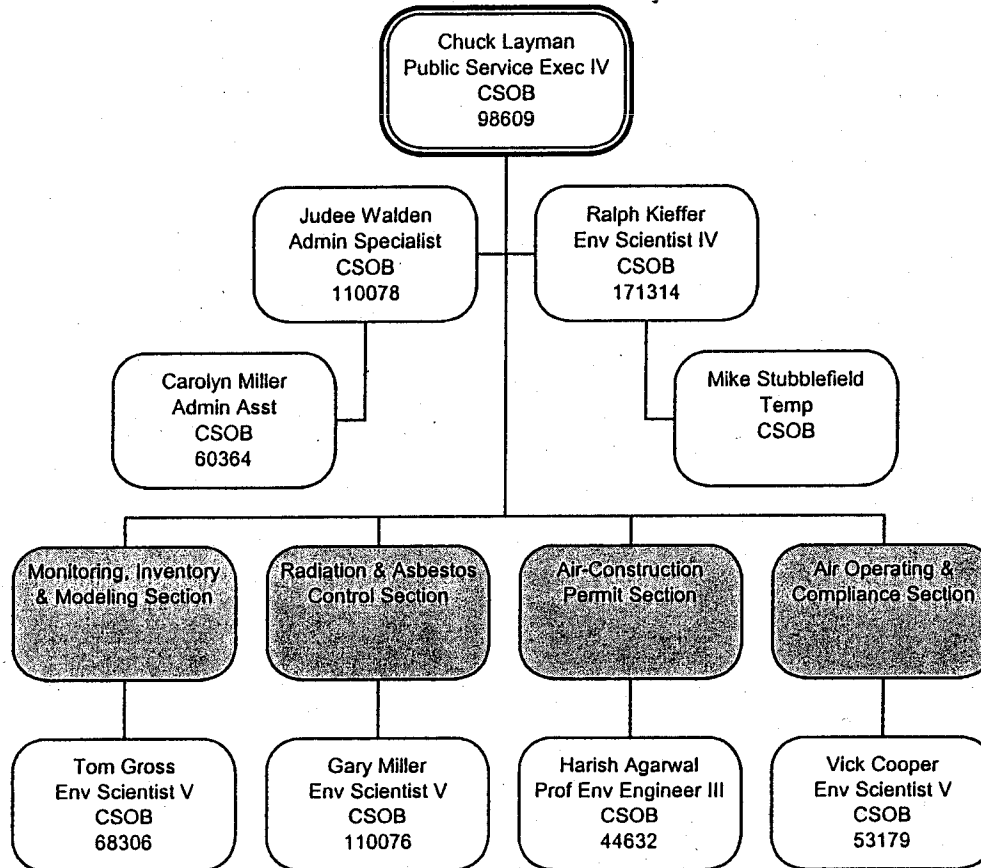 Chuck Layman
Public Service Exec IV
CSOB
98609
Judee Walden
Admin Specialist
CSOB
110078
Ralph Kieffer
Env Scientist IV
CSOB
171314
Carolyn Miller
Admin Asst
CSOB
60364
Mike Stubblefield
Temp
CSOB
Monitoring, Inventory
& Modeling Section
Radiation & Asbestos
Control Section
Air-Construction
Permit Section
Air Operating &
Compliance Section
Tom Gross
Env Scientist V
CSOB
68306
Gary Miller
Env Scientist V
CSOB
110076
Harish Agarwal
Prof Env Engineer III
CSOB
44632
Vick Cooper
Env Scientist V
CSOB
53179